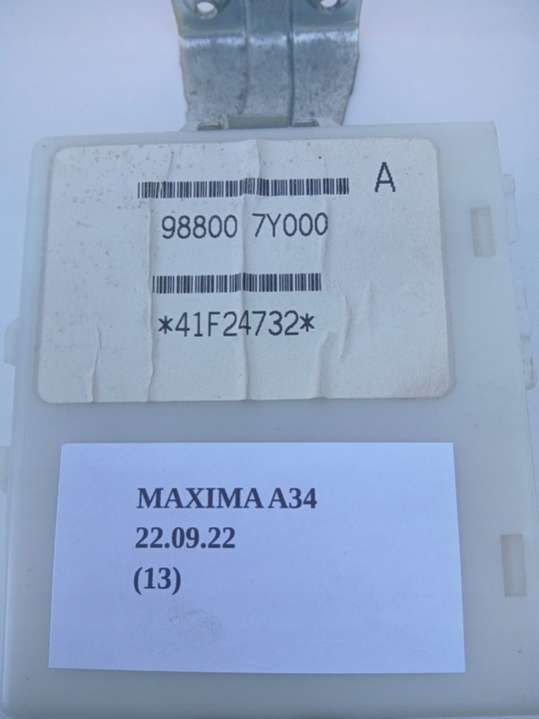 A
98800 7Y000
*41F24732*
MAXIMA A34
22.09.22
(13)